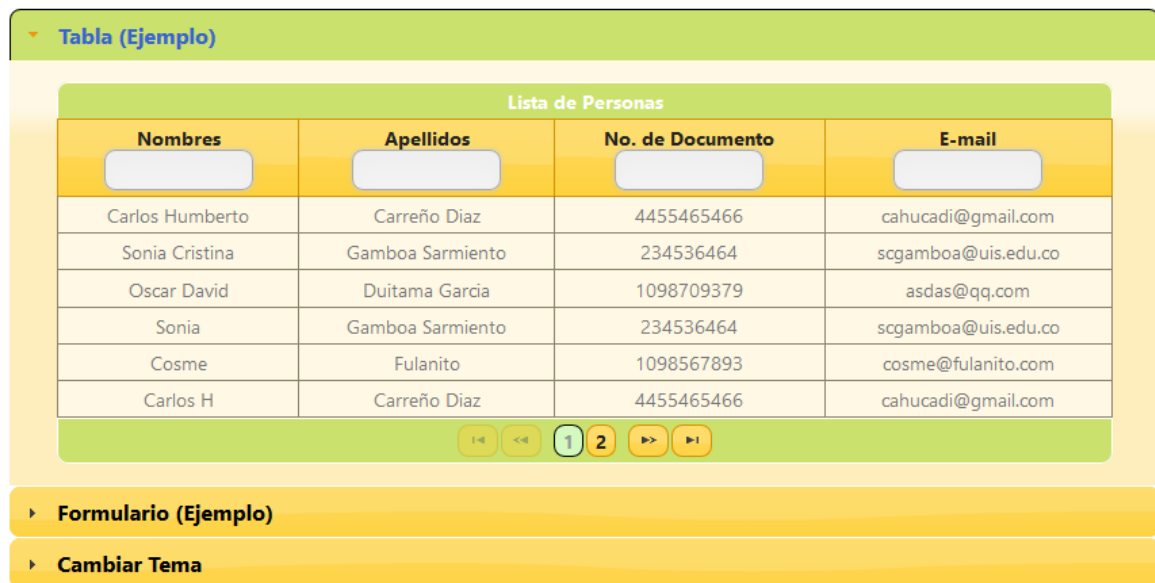 Tabla (Ejemplo)
Lista de Personas
Nombres Apellidos No. de Documento E-mail
Carlos Humberto Carreño Diaz 4455465466 cahucadi@gmail.com
Sonia Cristina Gamboa Sarmiento 234536464 scgamboa@uis.edu.co
Oscar David Duitama Garcia 1098709379 asdas@qq.com
Sonia Gamboa Sarmiento 234536464 scgamboa@uis.edu.co
Cosme Fulanito 1098567893 cosme@fulanito.com
Carlos H Carreño Diaz 4455465466 cahucadi@gmail.com
1 2
Formulario (Ejemplo)
Cambiar Tema